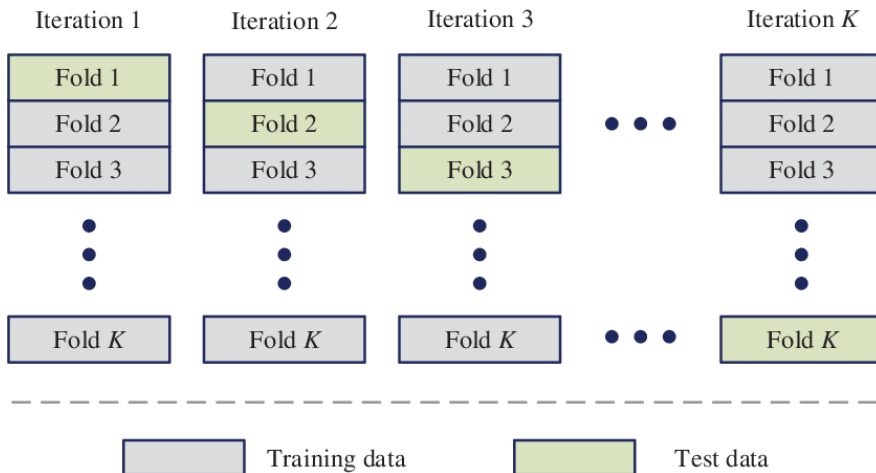 Iteration 1 Iteration 2 Iteration 3 Iteration K
Fold 1 Fold 1 Fold 1 Fold 1
Fold 2 Fold 2 Fold 2 Fold 2
Fold 3 Fold 3 Fold 3 Fold 3
Fold K Fold K Fold K Fold K
Training data Test data